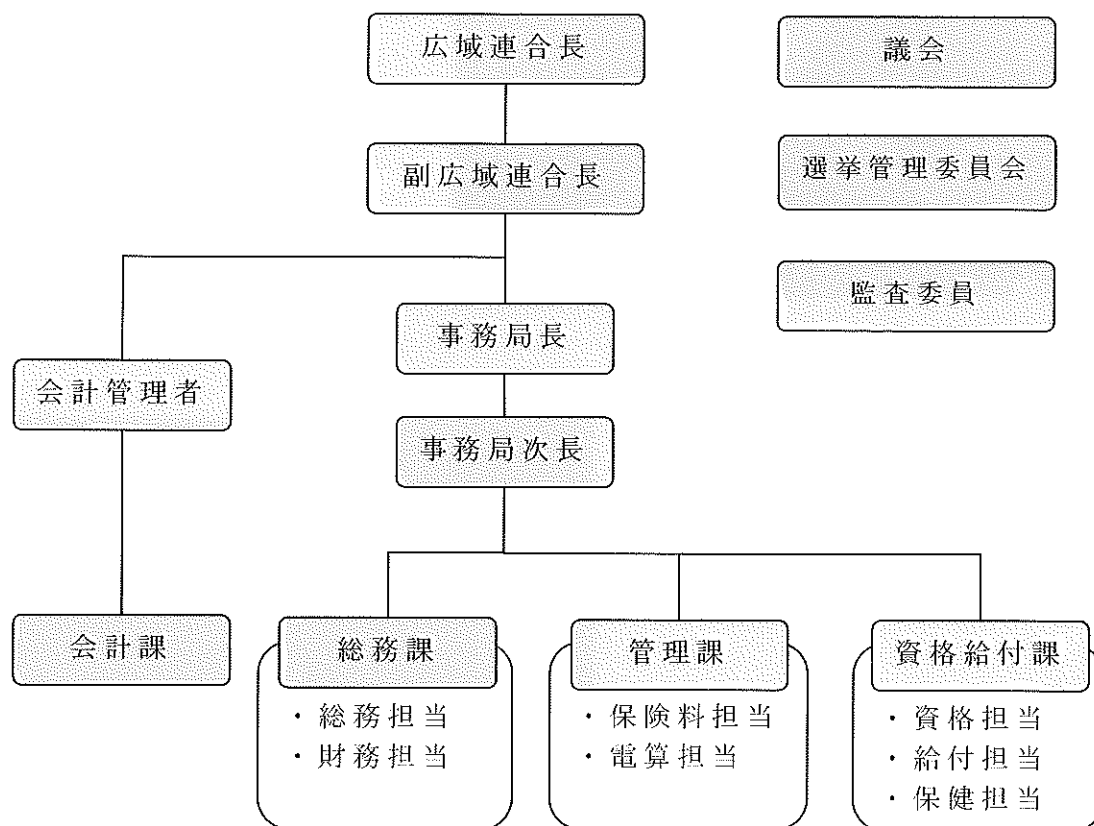 広域連合長
議会
副広域連合長
選挙管理委員会
監査委員
事務局長
会計管理者
事務局次長
会計課
総務課
・総務担当
・財務担当
管理課
・保険料担当
・電算担当
資格給付課
・資格担当
・給付担当
・保健担当